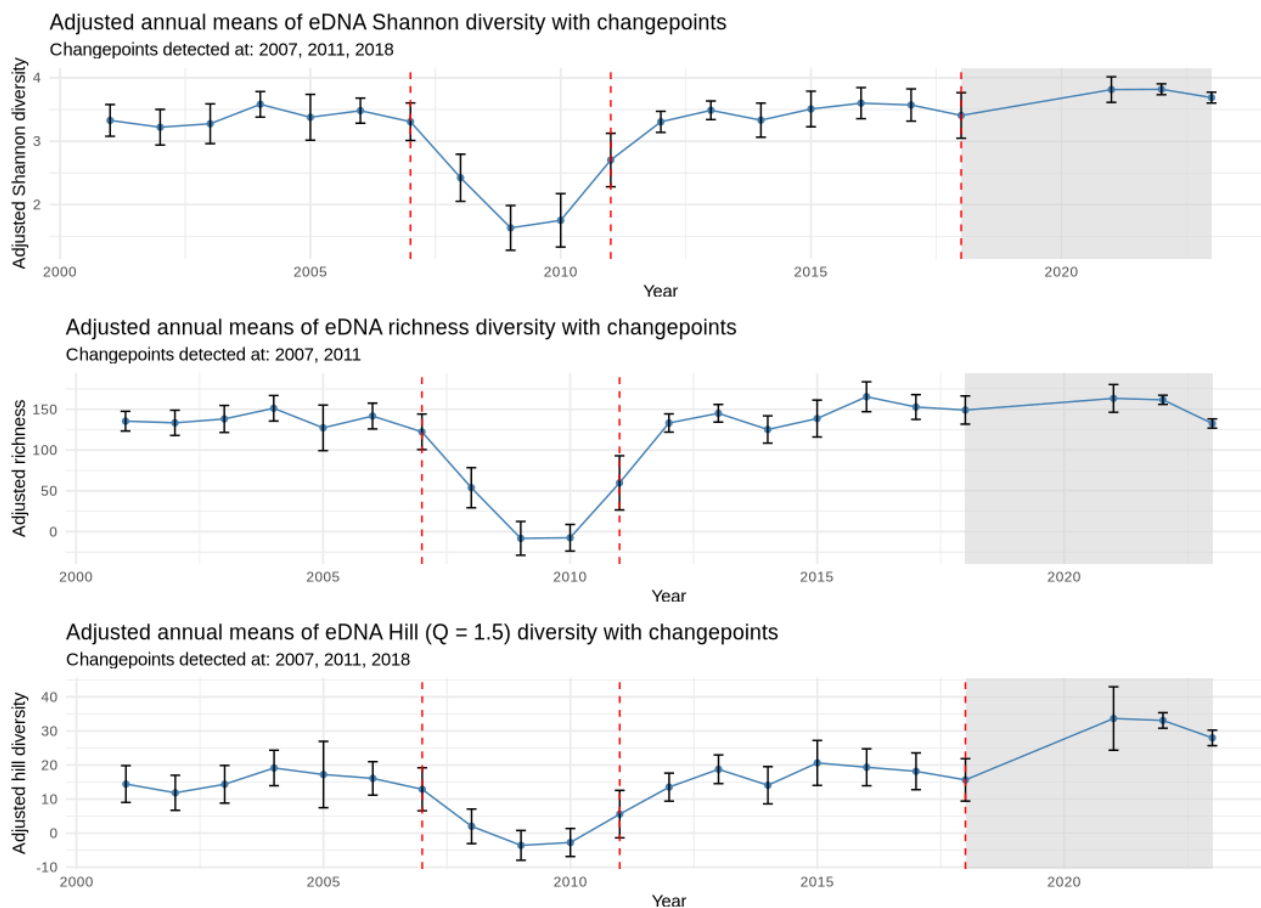 Adjusted annual means of eDNA Shannon diversity with changepoints
Changepoints detected at: 2007, 2011, 2018
Adjusted Shannon diversity
4
3
2
2000 2005 2010 2015 2020
Year
Adjusted annual means of eDNA richness diversity with changepoints
Changepoints detected at: 2007, 2011
Adjusted richness
150
100
50
0
2000 2005 2010 2015 2020
Year
Adjusted annual means of eDNA Hill (Q = 1.5) diversity with changepoints
Changepoints detected at: 2007, 2011, 2018
Adjusted hill diversity
40
30
20
10
0
-10
2000 2005 2010 2015 2020
Year